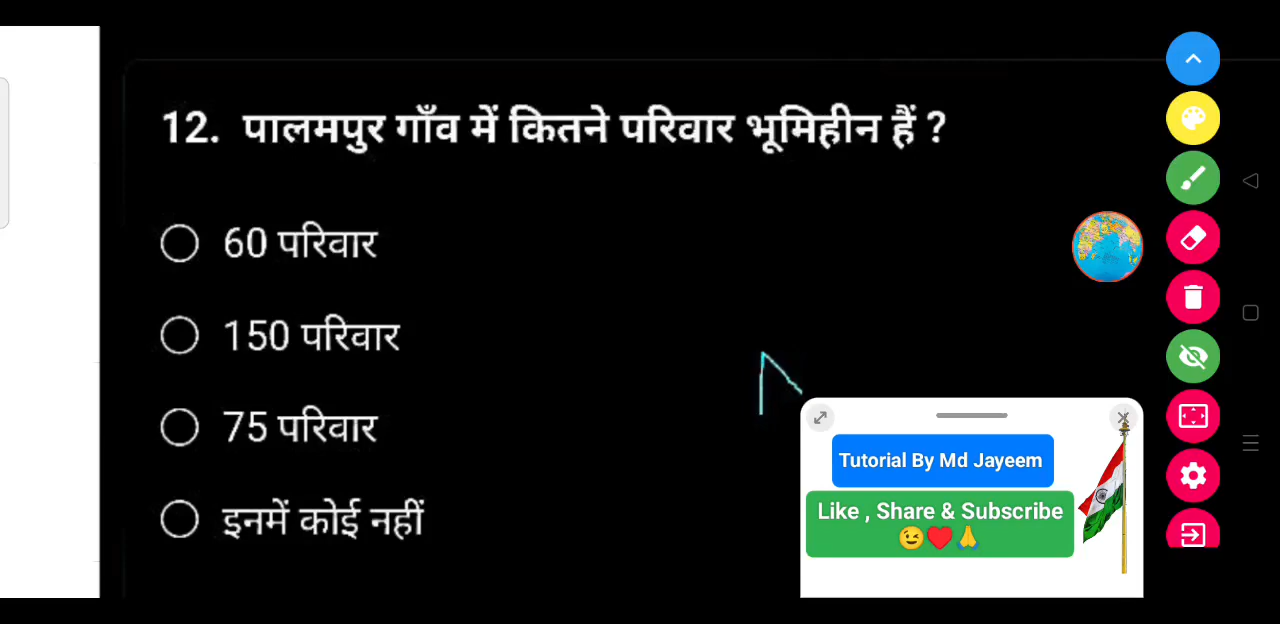 12. पालमपुर गाँव में कितने परिवार भूमिहीन हैं ?
60 परिवार
150 परिवार
75 परिवार
इनमें कोई नहीं
Tutorial By Md Jayeem
Like , Share & Subscribe
😉❤️🙏